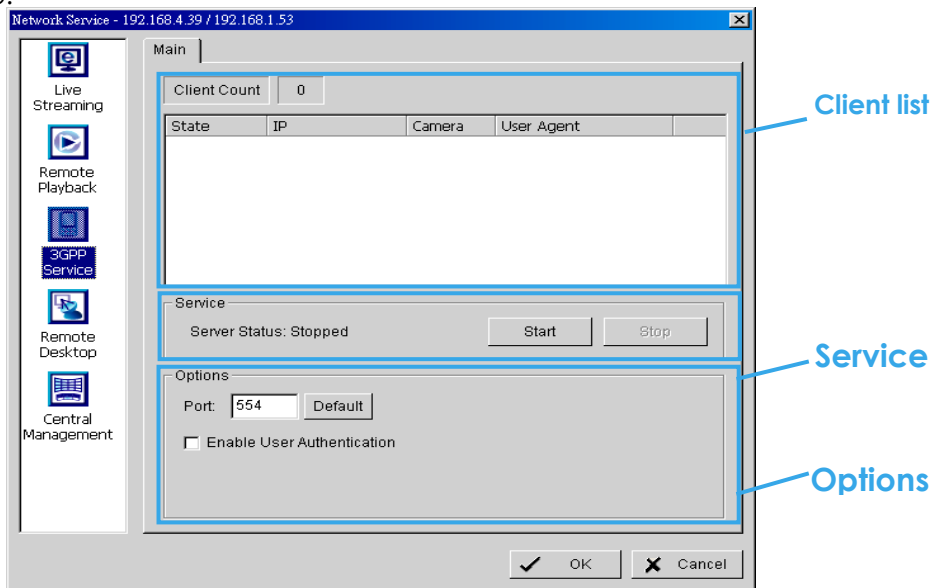 Network Service - 192.168.4.39 / 192.168.1.53
Live
Streaming
Remote
Playback
3GPP
Service
Remote
Desktop
Central
Management
Main
Client Count 0
State IP Camera User Agent
Service
Server Status: Stopped Start Stop
Options
Port: 554 Default
Enable User Authentication
OK Cancel
Client list
Service
Options